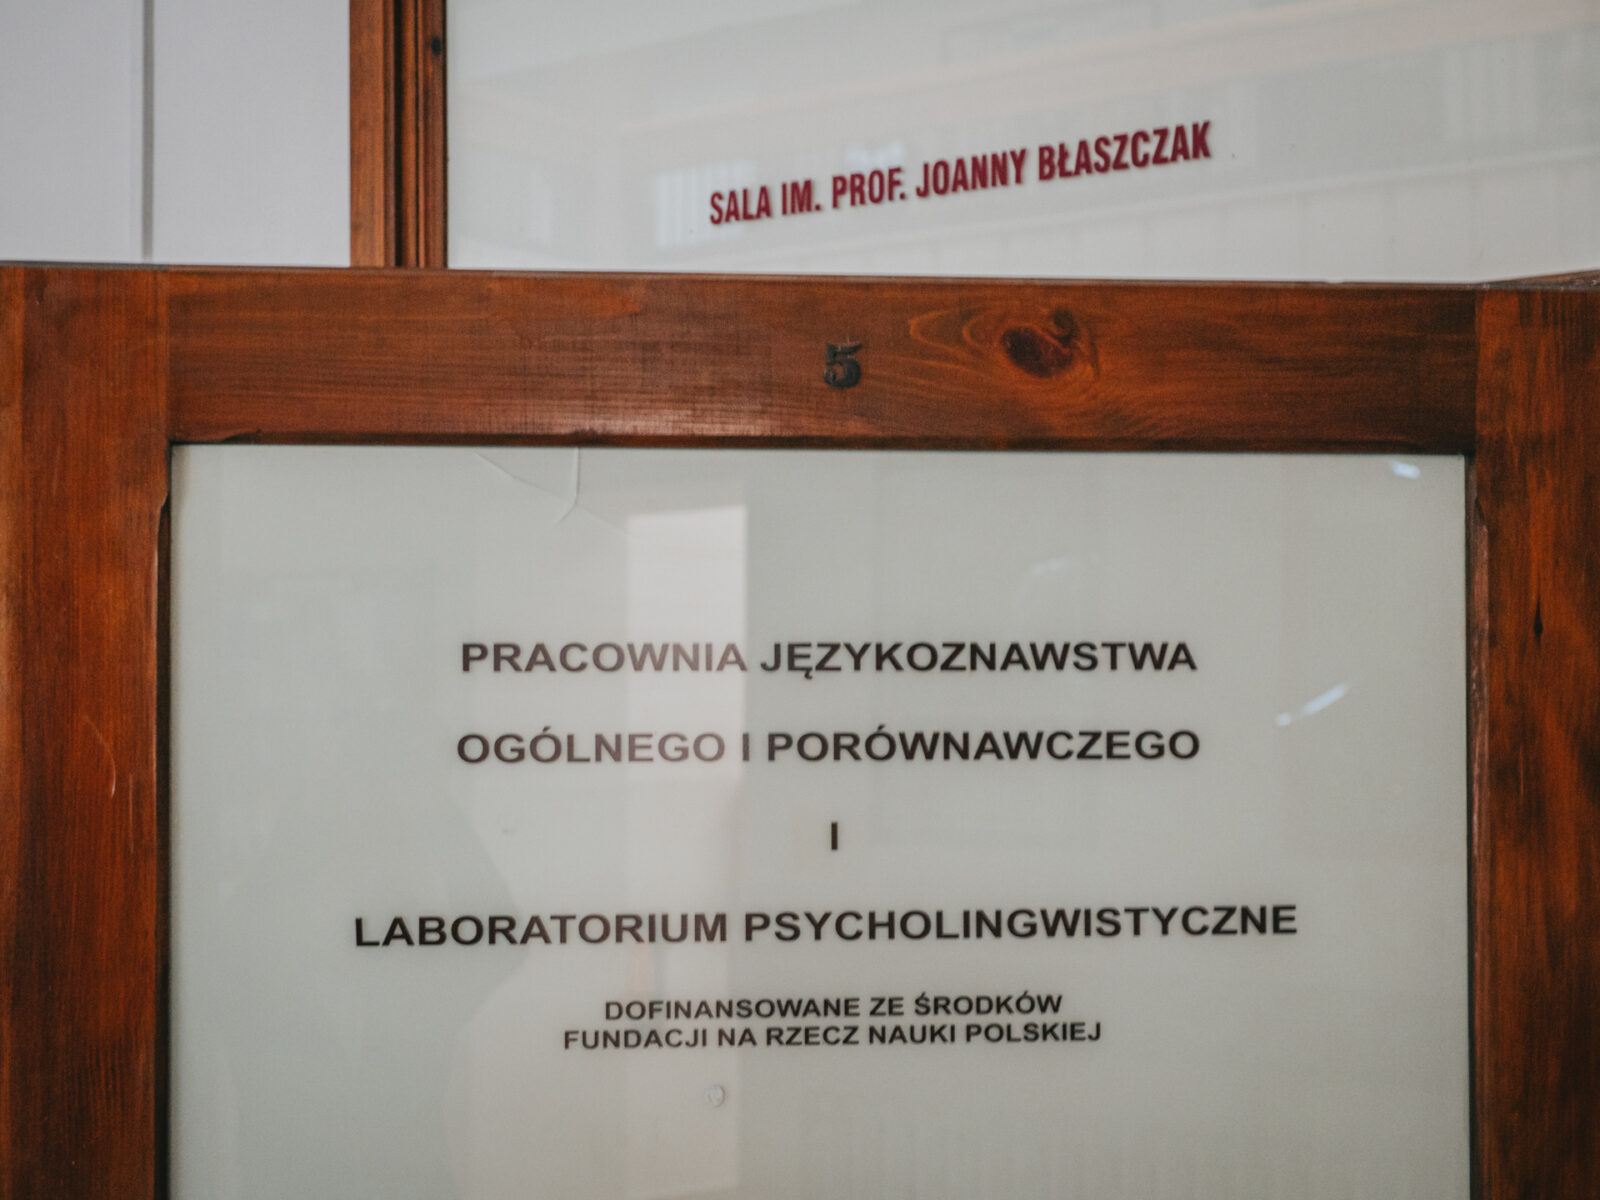 SALA IM. PROF. JOANNY BŁASZCZAK
5
PRACOWNIA JĘZYKOZNAWSTWA
OGÓLNEGO I PORÓWNAWCZEGO
I
LABORATORIUM PSYCHOLINGWISTYCZNE
DOFINANSOWANE ZE ŚRODKÓW
FUNDACJI NA RZECZ NAUKI POLSKIEJ